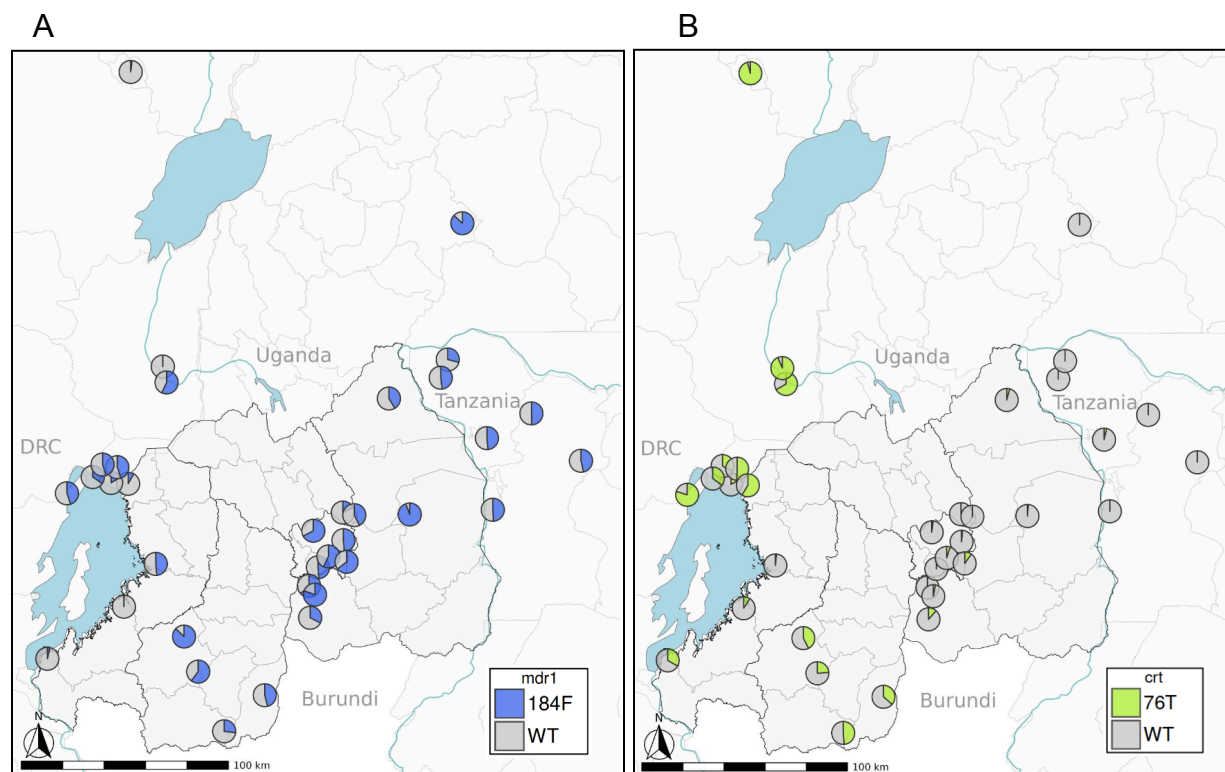 A
B
Uganda
Tanzania
DRC
Burundi
mdr1
184F
WT
N
100 km
Uganda
Tanzania
DRC
Burundi
crt
76T
WT
N
100 km